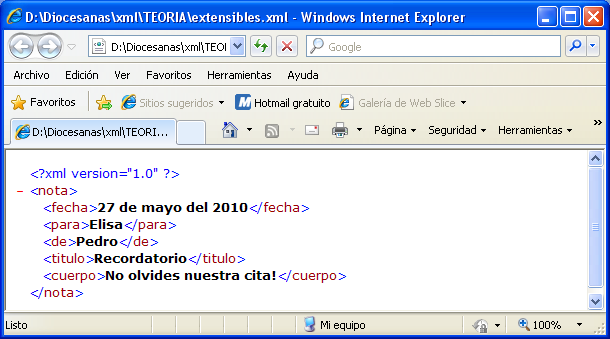 D:\Diocesanas\xml\TEORIA\extensibles.xml - Windows Internet Explorer
D:\Diocesanas\xml\TEOI
Google
Archivo Edición Ver Favoritos Herramientas Ayuda
Favoritos Sitios sugeridos Hotmail gratuito Galería de Web Slice
D:\Diocesanas\xml\TEORI... Página Seguridad Herramientas »
<?xml version="1.0" ?>
– <nota>
<fecha>27 de mayo del 2010</fecha>
<para>Elisa</para>
<de>Pedro</de>
<titulo>Recordatorio</titulo>
<cuerpo>No olvides nuestra cita!</cuerpo>
</nota>
Listo Mi equipo 100%